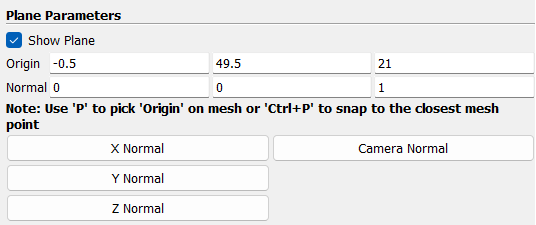 Plane Parameters
Show Plane
Origin -0.5 49.5 21
Normal 0 0 1
Note: Use 'P' to pick 'Origin' on mesh or 'Ctrl+P' to snap to the closest mesh
point
X Normal Camera Normal
Y Normal
Z Normal